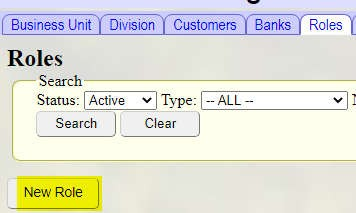 Business Unit Division Customers Banks Roles
Roles
Search
Status: Active Type: -- ALL --
Search Clear
New Role